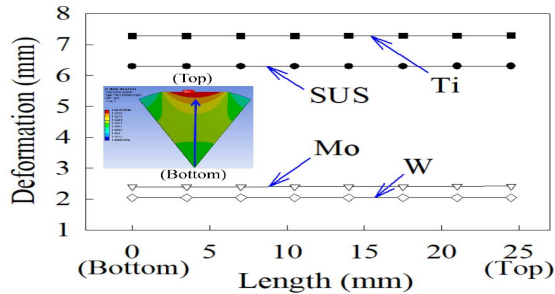 8
7
6
5
4
3
2
1
Deformation (mm)
(Top)
(Bottom)
SUS
Ti
Mo
W
0 5 10 15 20 25
(Bottom) Length (mm) (Top)